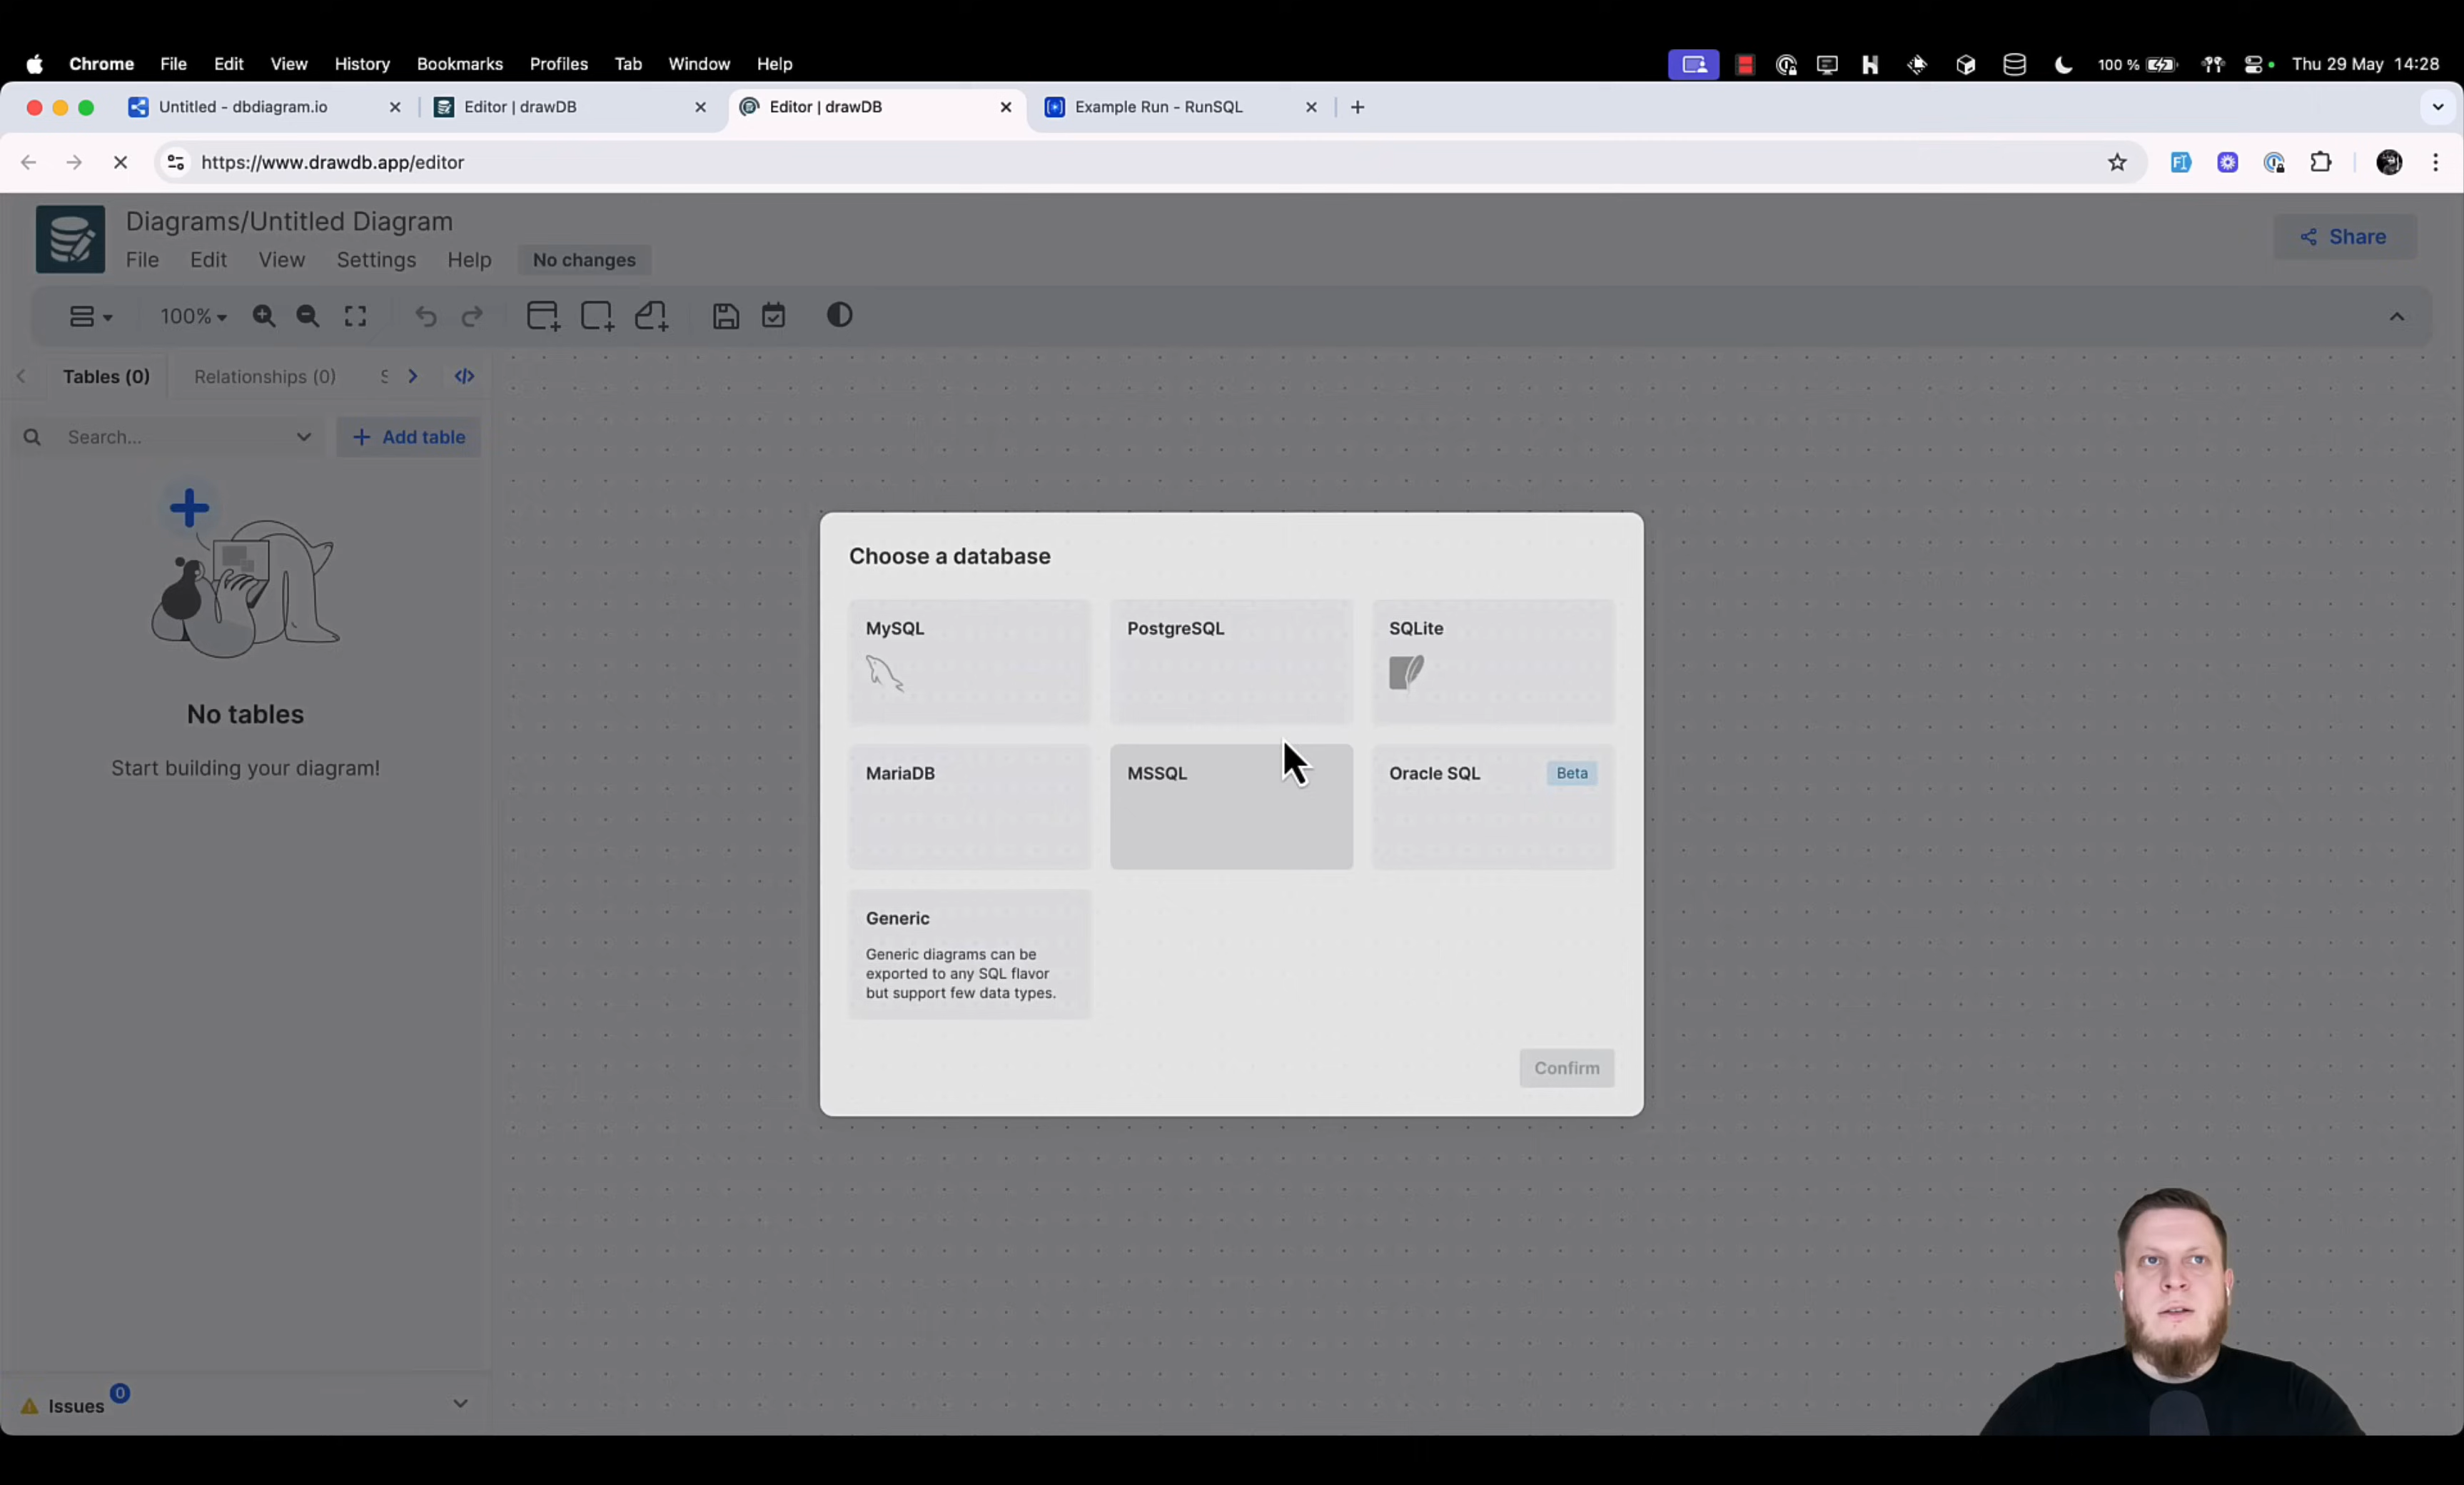 Chrome File Edit View History Bookmarks Profiles Tab Window Help 100 % Thu 29 May 14:28
Untitled - dbdiagram.io Editor | drawDB Editor | drawDB Example Run - RunSQL
https://www.drawdb.app/editor
Diagrams/Untitled Diagram
File Edit View Settings Help No changes
Share
100%
Tables (0) Relationships (0) S
Search... Add table
No tables
Start building your diagram!
Choose a database
MySQL PostgreSQL SQLite
MariaDB MSSQL Oracle SQL Beta
Generic
Generic diagrams can be
exported to any SQL flavor
but support few data types.
Confirm
Issues 0